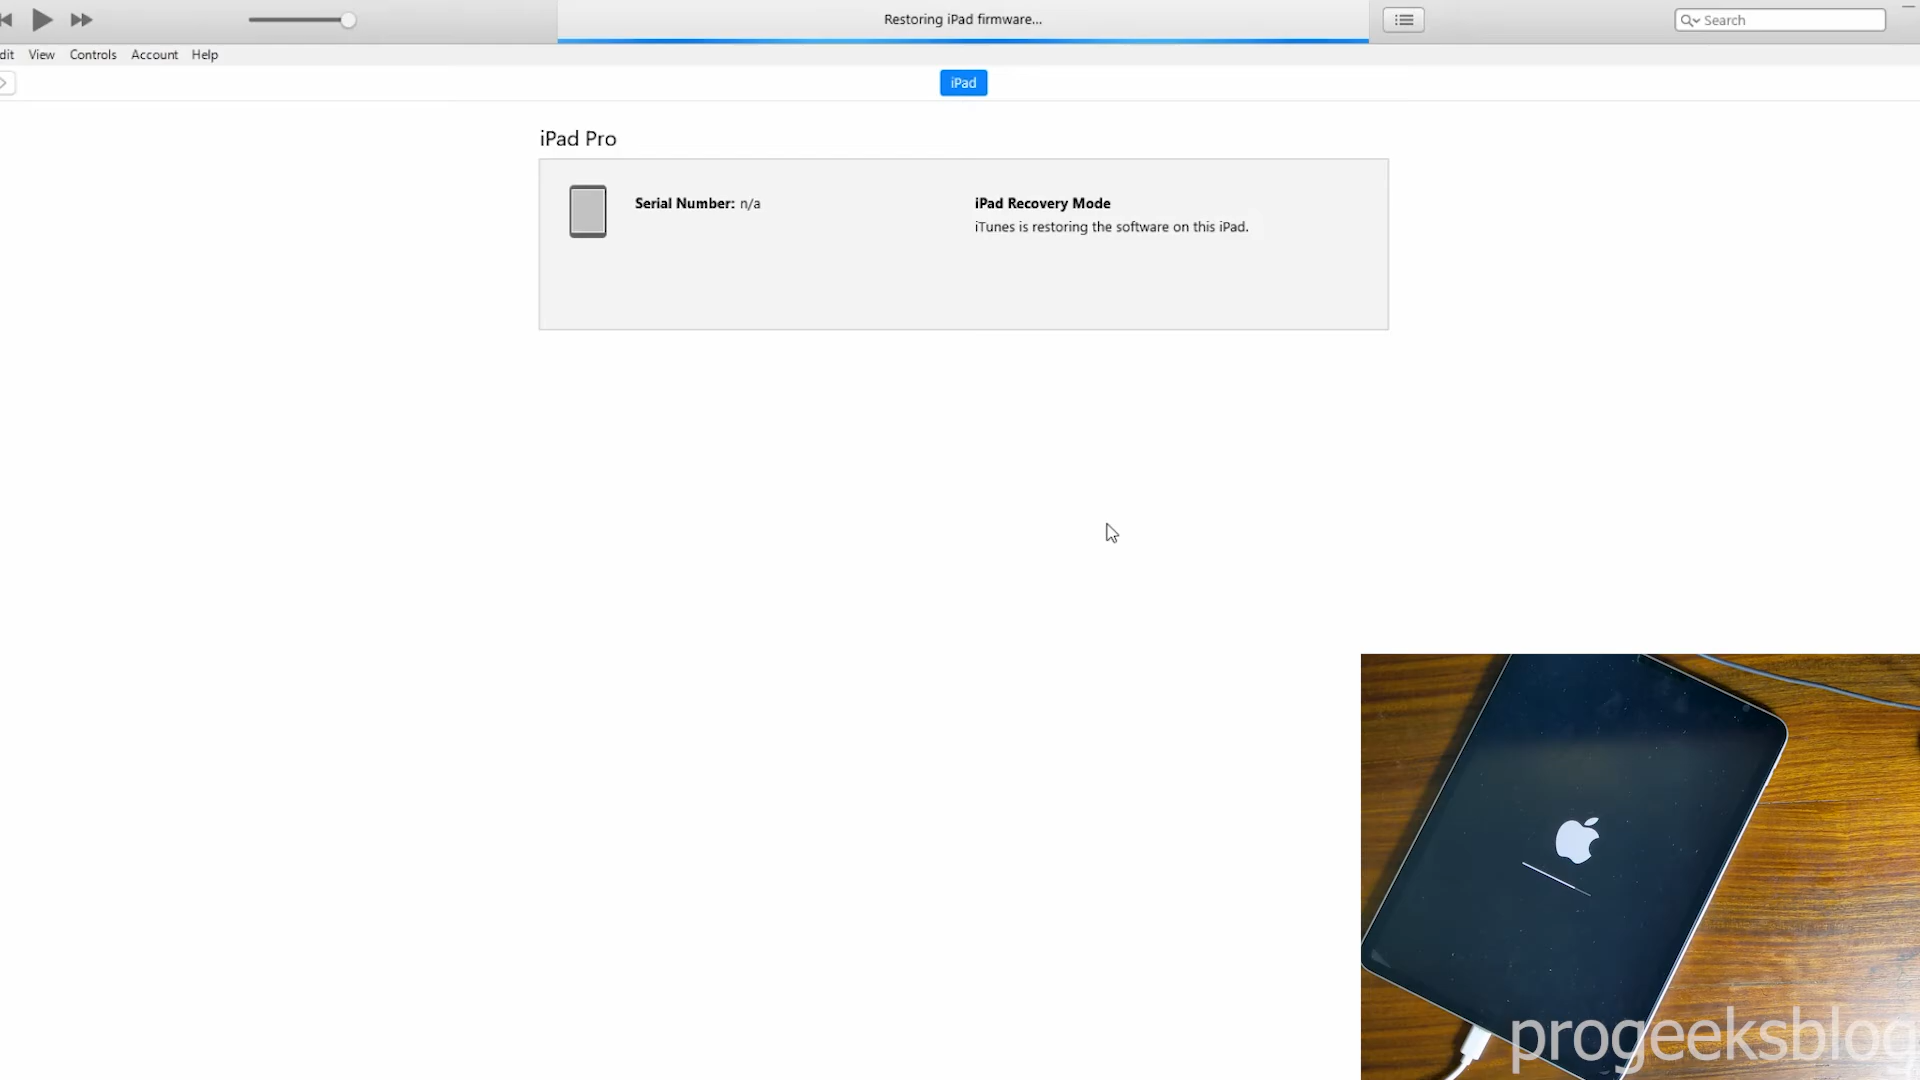 Restoring iPad firmware...
Search
dit View Controls Account Help
iPad
iPad Pro
Serial Number: n/a
iPad Recovery Mode
iTunes is restoring the software on this iPad.
progeeksblog